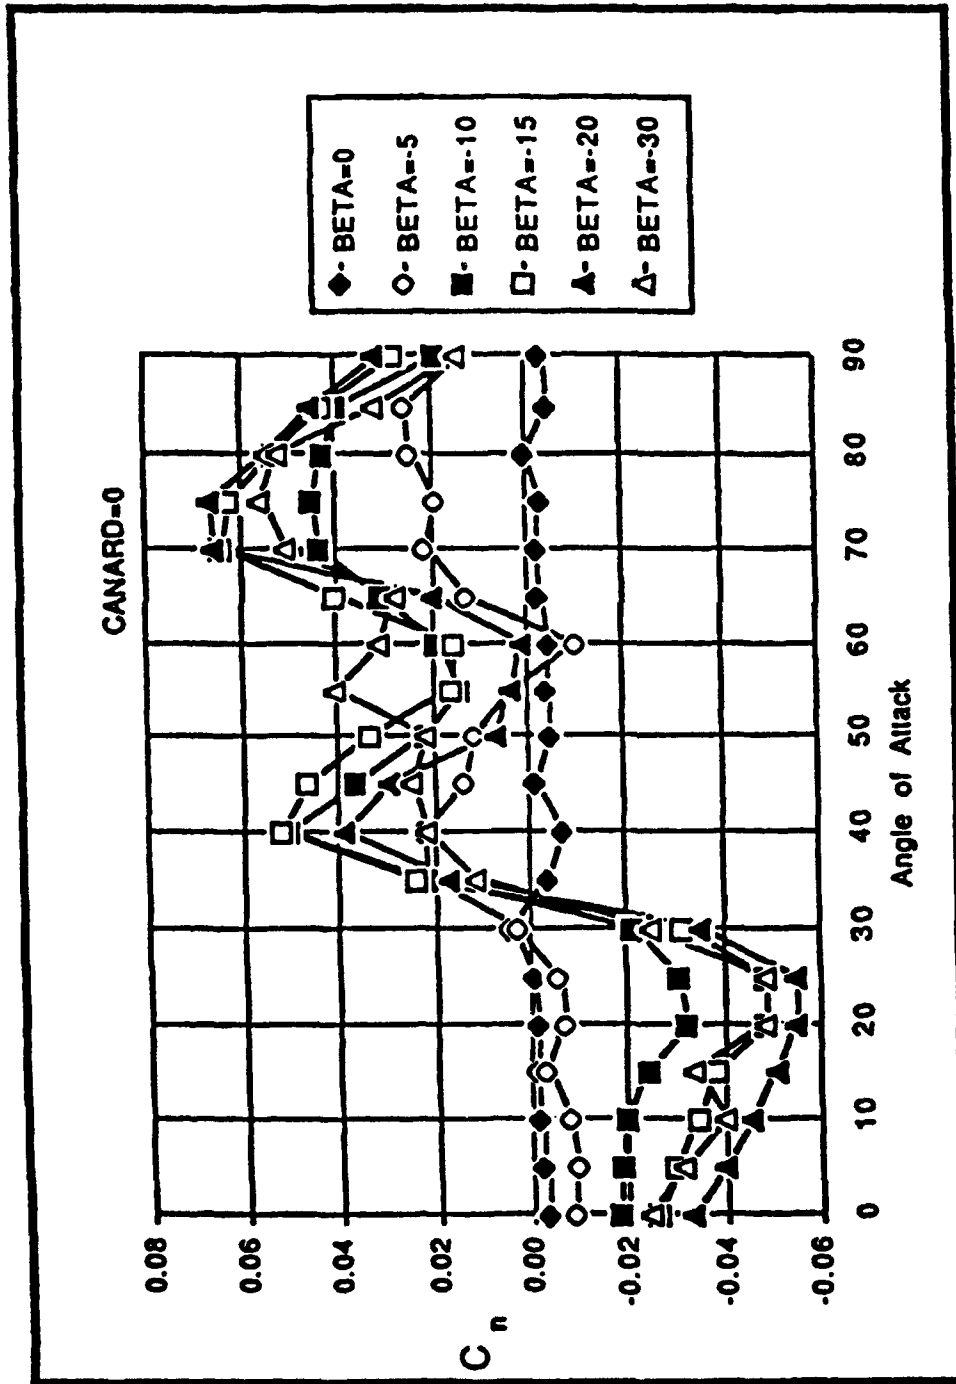 CANARD=0
0.08
0.06
0.04
0.02
0.00
-0.02
-0.04
-0.06
C n
0 10 20 30 40 50 60 70 80 90
Angle of Attack
BETA=0
BETA=-5
BETA=-10
BETA=-15
BETA=-20
BETA=-30